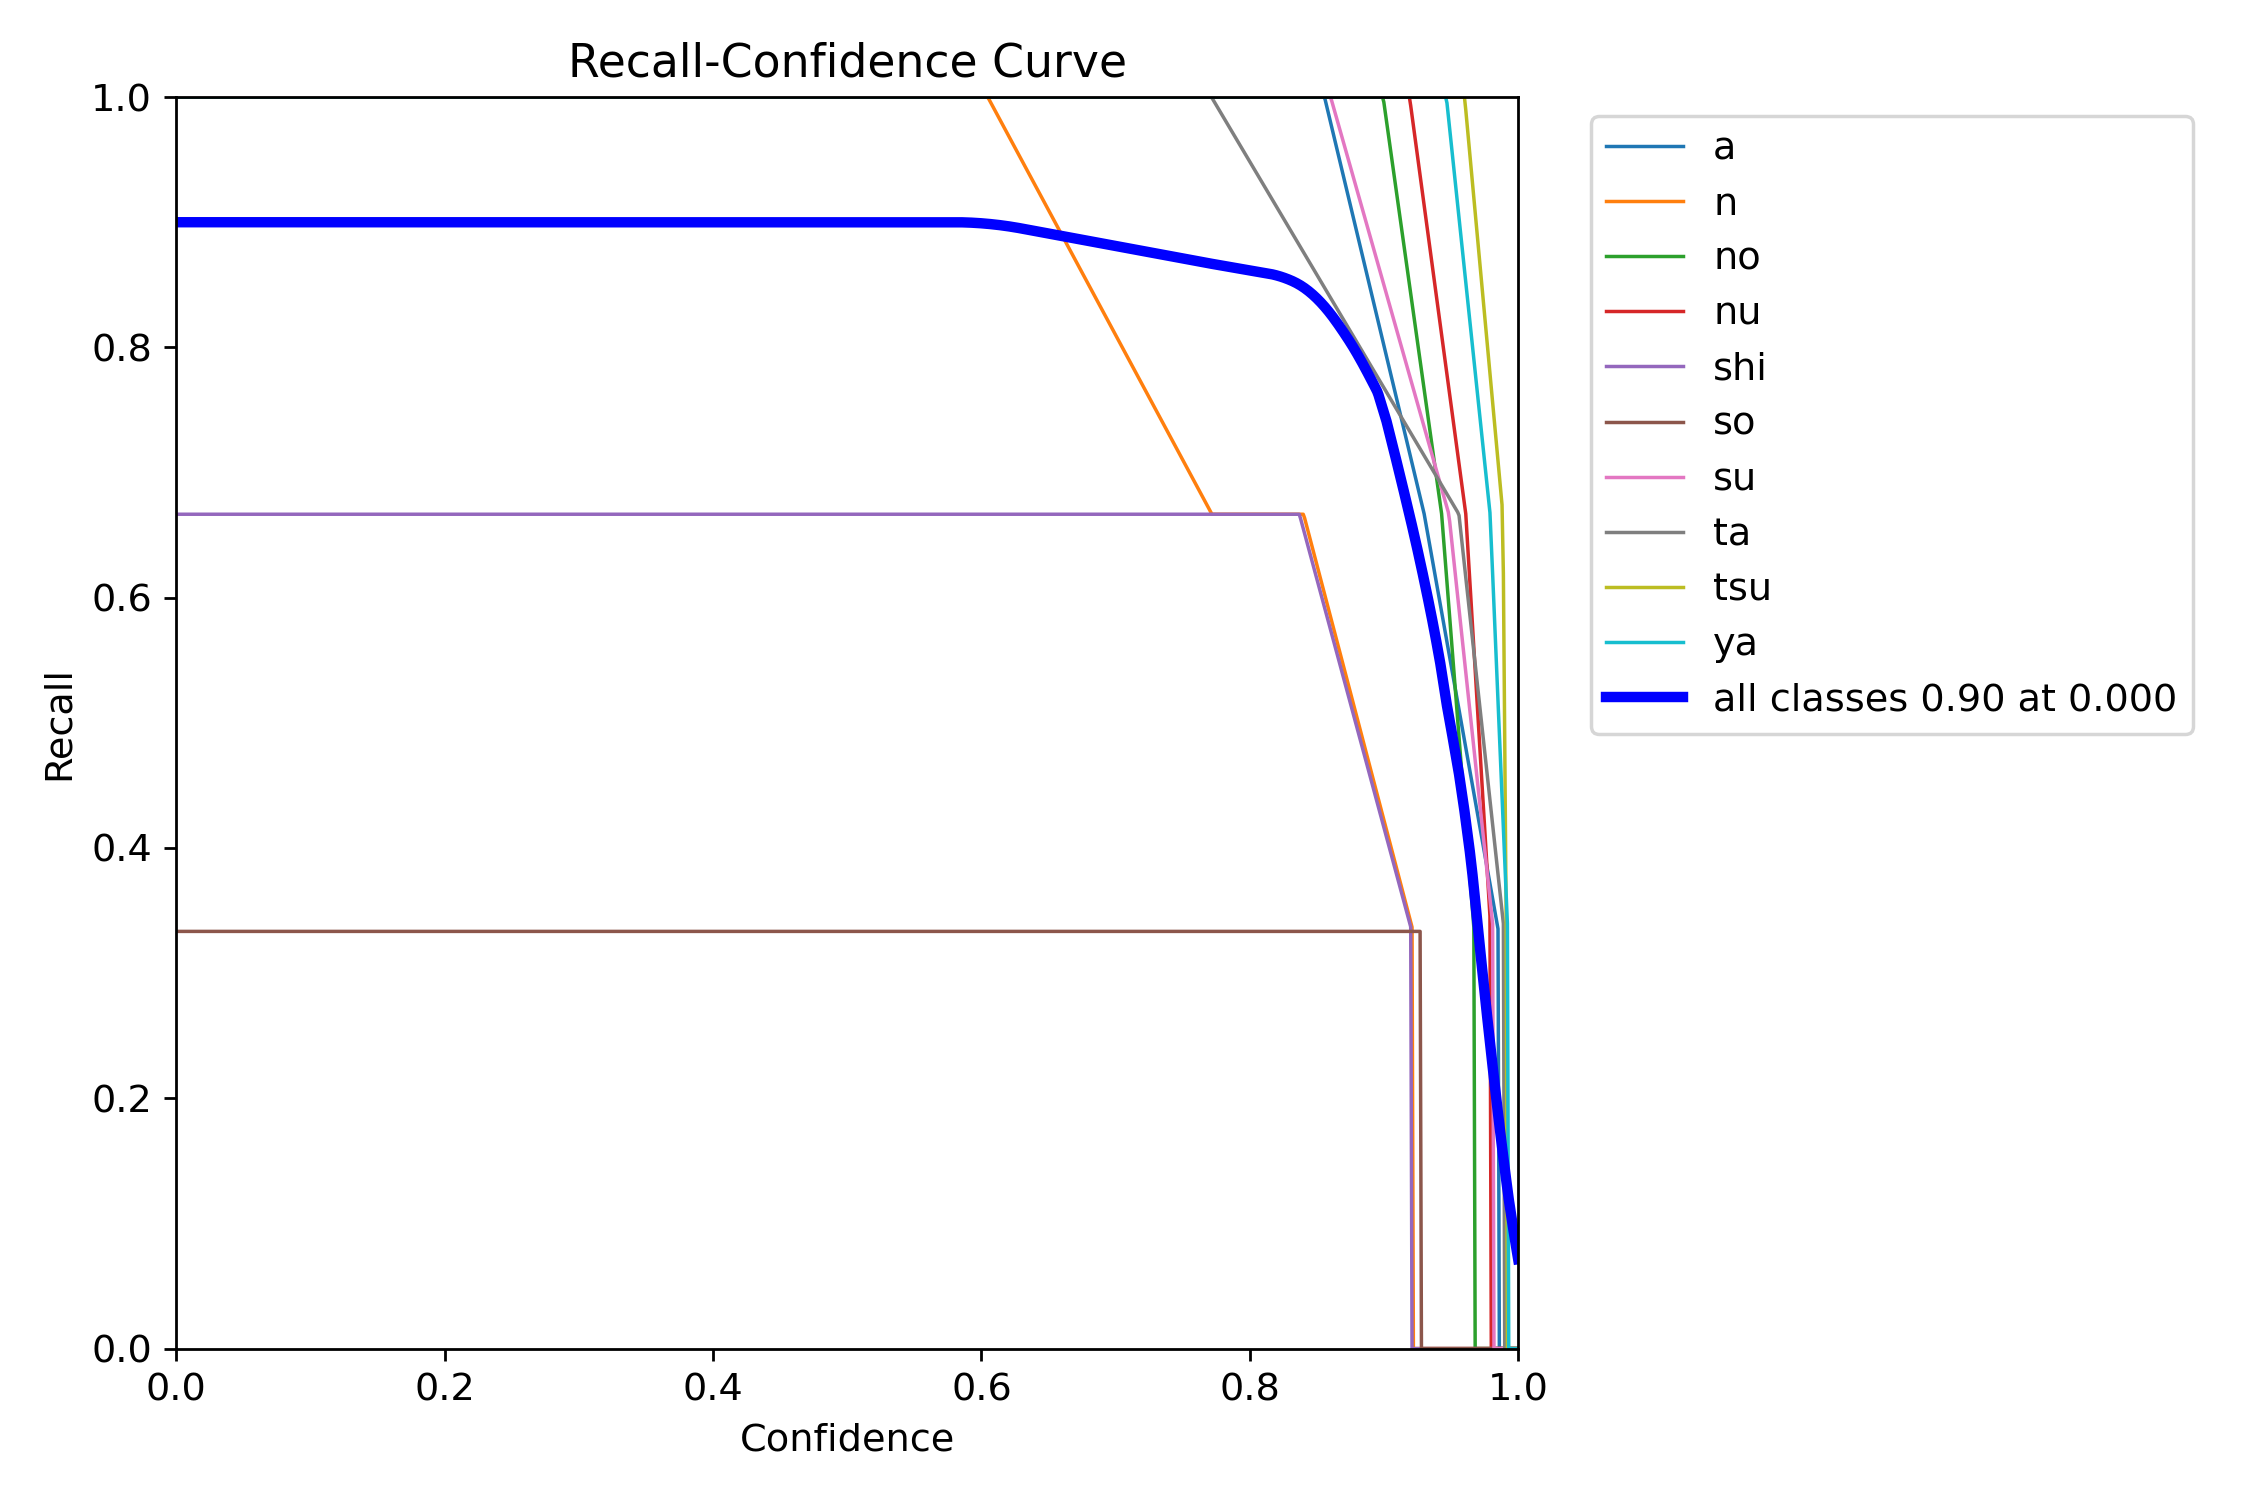 Recall-Confidence Curve
1.0
0.8
0.6
0.4
0.2
0.0
Recall
0.0 0.2 0.4 0.6 0.8 1.0
Confidence
a
n
no
nu
shi
so
su
ta
tsu
ya
all classes 0.90 at 0.000